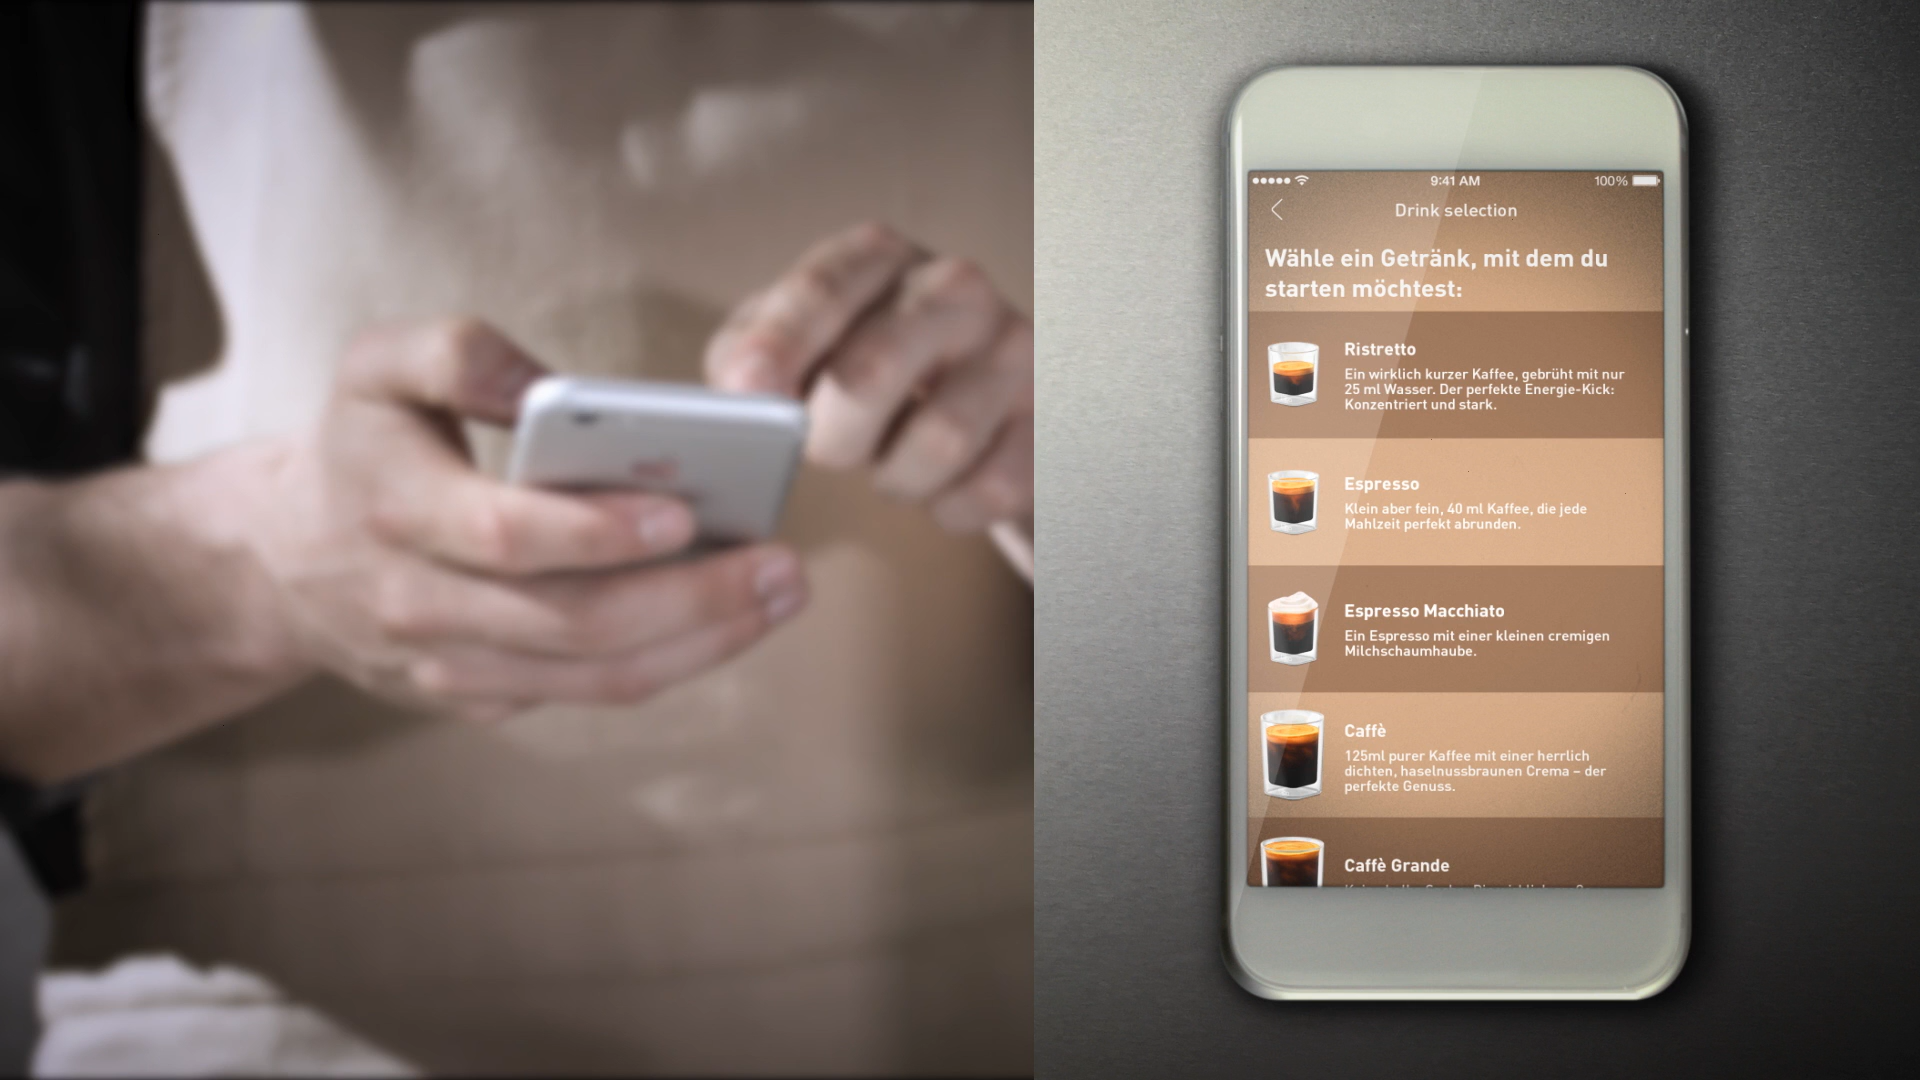 9:41 AM
100%
Drink selection
Wähle ein Getränk, mit dem du
starten möchtest:
Ristretto
Ein wirklich kurzer Kaffee, gebrüht mit nur
25 ml Wasser. Der perfekte Energie-Kick:
Konzentriert und stark.
Espresso
Klein aber fein, 40 ml Kaffee, die jede
Mahlzeit perfekt abrunden.
Espresso Macchiato
Ein Espresso mit einer kleinen cremigen
Milchschaumhaube.
Caffè
125ml purer Kaffee mit einer herrlich
dichten, haselnussbraunen Crema – der
perfekte Genuss.
Caffè Grande